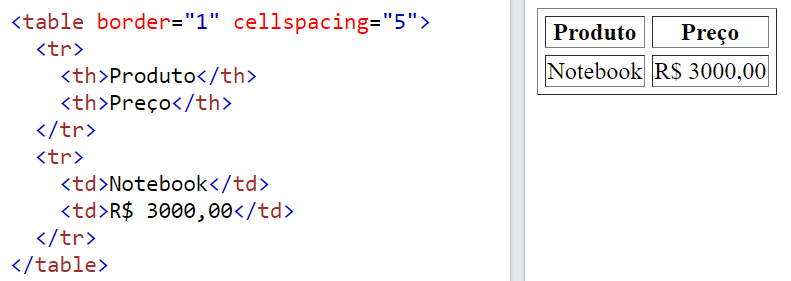 <table border="1" cellspacing="5">
  <tr>
    <th>Produto</th>
    <th>Preço</th>
  </tr>
  <tr>
    <td>Notebook</td>
    <td>R$ 3000,00</td>
  </tr>
</table>
Produto Preço
Notebook R$ 3000,00